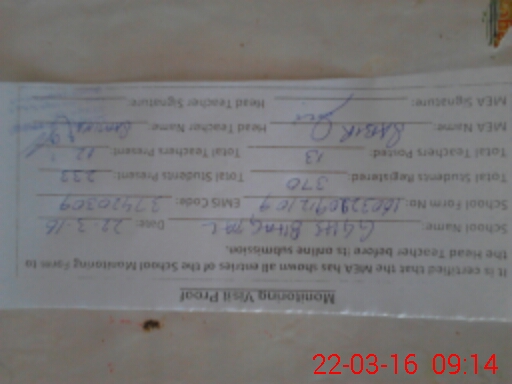 Monitoring Visit Proof
It is certified that the MEA has shown all entries of the School Monitoring Form to
the Head Teacher before its online submission.
School Name: GGHS Date: 22-3-16
School Form No: EMIS Code: 37420309
Total Students Registered: 370 Total Students Present: 233
Total Teachers Posted: 13 Total Teachers Present: 12
MEA Name: BABAR Head Teacher Name:
MEA Signature: Head Teacher Signature:
22-03-16 09:14